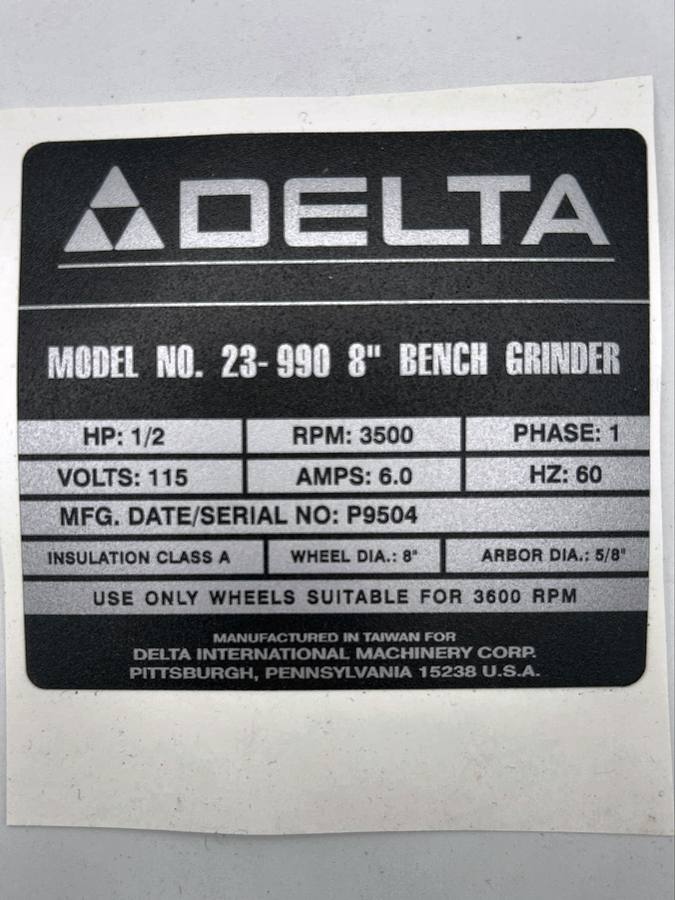 DELTA
MODEL NO. 23-990 8" BENCH GRINDER
HP: 1/2 RPM: 3500 PHASE: 1
VOLTS: 115 AMPS: 6.0 HZ: 60
MFG. DATE/SERIAL NO: P9504
INSULATION CLASS A WHEEL DIA.: 8" ARBOR DIA.: 5/8"
USE ONLY WHEELS SUITABLE FOR 3600 RPM
MANUFACTURED IN TAIWAN FOR
DELTA INTERNATIONAL MACHINERY CORP.
PITTSBURGH, PENNSYLVANIA 15238 U.S.A.